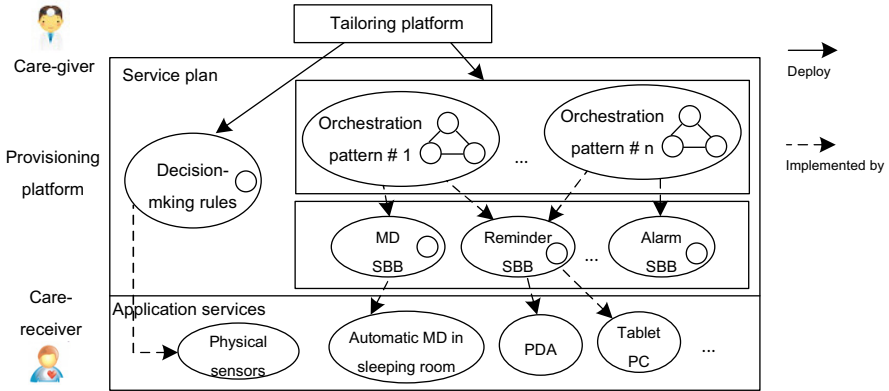 Tailoring platform
Care-giver
Service plan
Deploy
Orchestration
pattern # 1
...
Orchestration
pattern # n
Implemented by
Provisioning
platform
Decision-
mking rules
MD
SBB
Reminder
SBB
...
Alarm
SBB
Care-
receiver
Application services
Physical
sensors
Automatic MD in
sleeping room
PDA
Tablet
PC
...